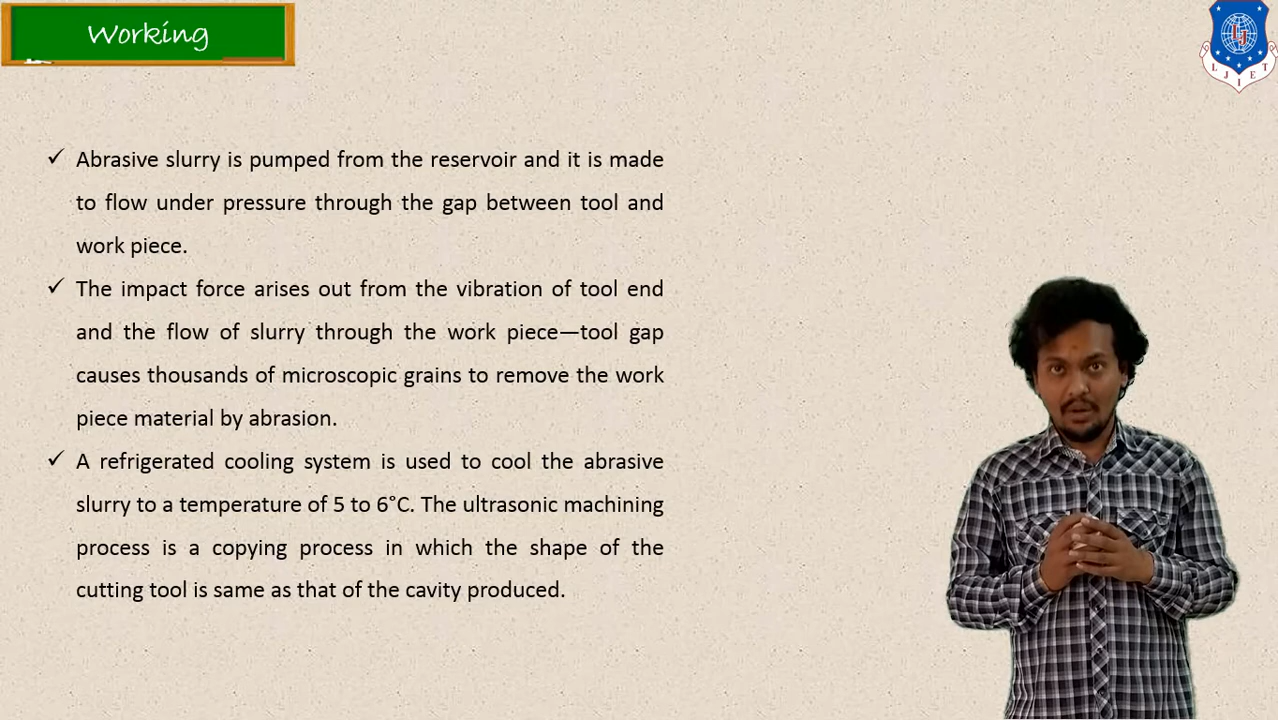 Working
L J I E T
✓ Abrasive slurry is pumped from the reservoir and it is made
to flow under pressure through the gap between tool and
work piece.
✓ The impact force arises out from the vibration of tool end
and the flow of slurry through the work piece—tool gap
causes thousands of microscopic grains to remove the work
piece material by abrasion.
✓ A refrigerated cooling system is used to cool the abrasive
slurry to a temperature of 5 to 6°C. The ultrasonic machining
process is a copying process in which the shape of the
cutting tool is same as that of the cavity produced.